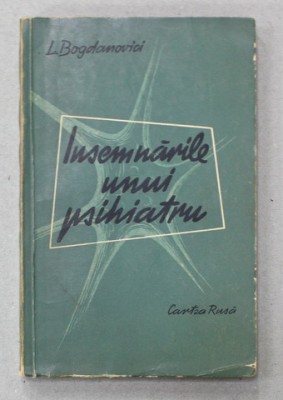 L. Bogdanovici
Insemnările
unui
psihiatru
Cartea Rusă